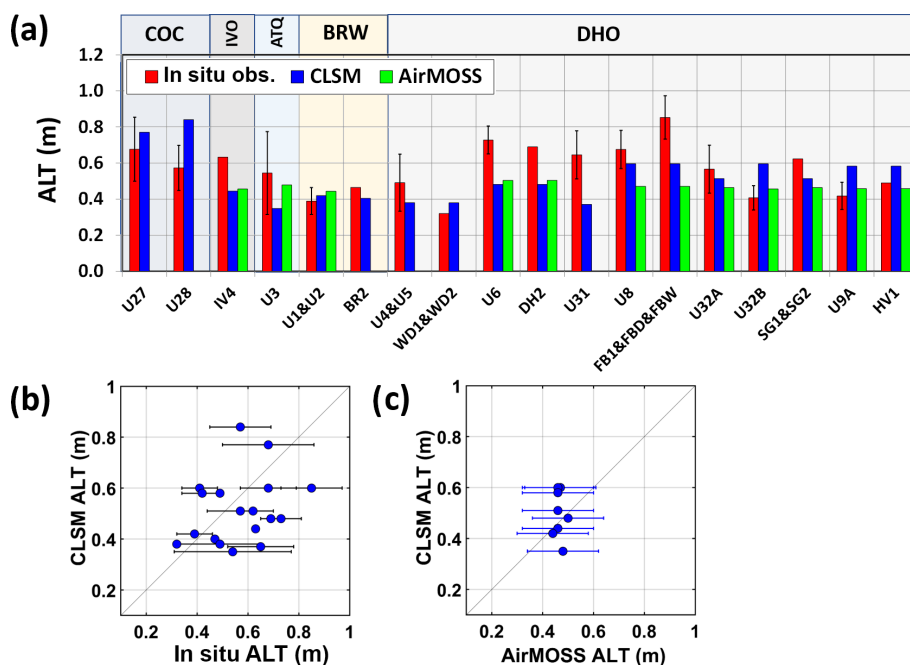 (a)
COC IVO ATQ BRW DHO
In situ obs. CLSM AirMOSS
ALT (m)
1.2
1.0
0.8
0.6
0.4
0.2
0.0
U27 U28 IV4 U3 U1&U2 BR2 U4&U5 WD1&WD2 U6 DH2 U31 U8 FB1&FBD&FBW U32A U32B SG1&SG2 U9A HV1
(b)
CLSM ALT (m)
1
0.8
0.6
0.4
0.2
0.2 0.4 0.6 0.8 1
In situ ALT (m)
(c)
CLSM ALT (m)
1
0.8
0.6
0.4
0.2
0.2 0.4 0.6 0.8 1
AirMOSS ALT (m)